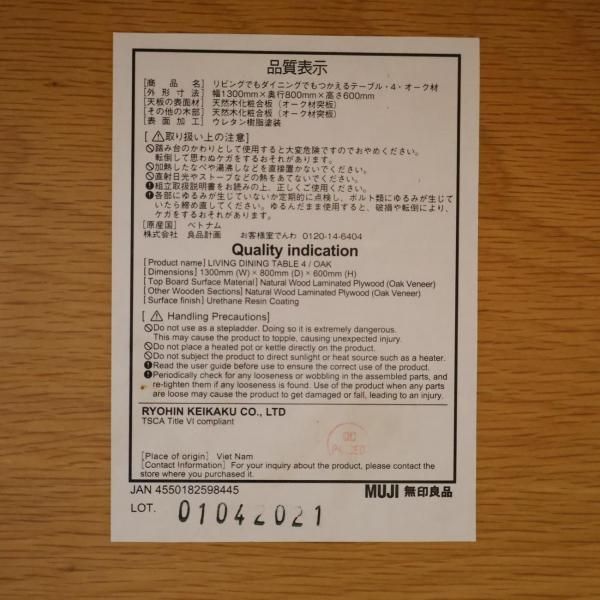 品質表示
[商品名] リビングでもダイニングでもつかえるテーブル・4・オーク材
[外形寸法] 幅1300mm×奥行800mm×高さ600mm
[天板の表面材] 天然木化粧合板(オーク材突板)
[その他の木部] 天然木化粧合板(オーク材突板)
[表面加工] ウレタン樹脂塗装
[⚠取り扱い上の注意]
踏み台のかわりとして使用すると大変危険ですのでおやめください。
転倒して思わぬケガをするおそれがあります。
加熱したなべや湯沸しなどを直接置かないでください。
直射日光やストーブなどの熱をあてないでください。
組立取扱説明書をお読みの上、正しくご使用ください。
各部にゆるみが生じていないか定期的に点検し、ボルト類にゆるみが生じて
いたら締め直してください。ゆるんだまま使用すると、破損や転倒により、
ケガをするおそれがあります。
[原産国] ベトナム
株式会社 良品計画 お客様室でんわ 0120-14-6404
Quality indication
[Product name] LIVING DINING TABLE 4 / OAK
[Dimensions] 1300mm (W) × 800mm (D) × 600mm (H)
[Top Board Surface Material] Natural Wood Laminated Plywood (Oak Veneer)
[Other Wooden Sections] Natural Wood Laminated Plywood (Oak Veneer)
[Surface finish] Urethane Resin Coating
[⚠ Handling Precautions]
Do not use as a stepladder. Doing so it is extremely dangerous.
This may cause the product to topple, causing unexpected injury.
Do not place a heated pot or kettle directly on the product.
Do not subject the product to direct sunlight or heat source such as a heater.
Read the user guide before use to ensure the correct use of the product.
Periodically check for any looseness or wobbling in the assembled parts, and
re-tighten them if any looseness is found. Use of the product when any parts
are loose may cause the product to get damaged or fall, leading to an injury.
RYOHIN KEIKAKU CO., LTD
TSCA Title VI compliant
[Place of origin] Viet Nam
[Contact Information] For your inquiry about the product, please contact the
store where you purchased it.
JAN 4550182598445 MUJI 無印良品
LOT. 01042021